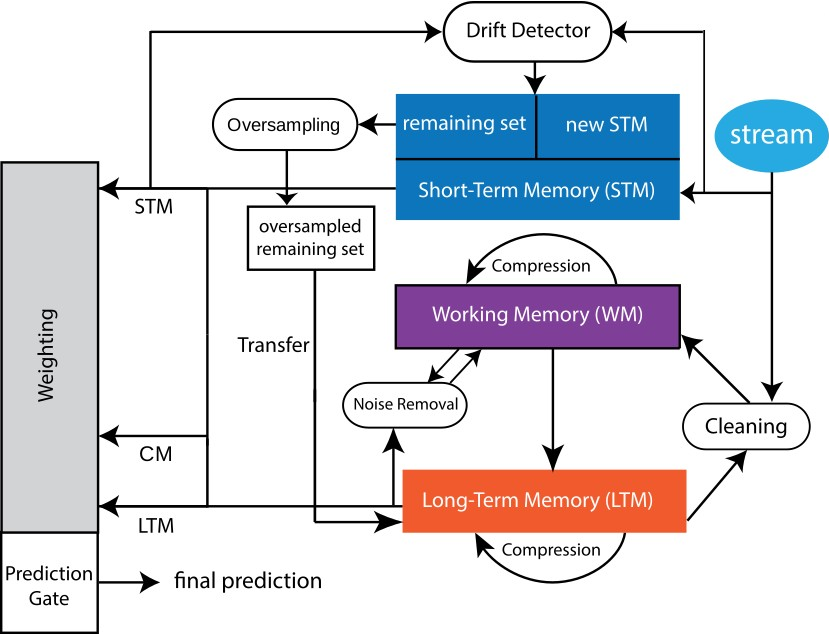 Drift Detector
Oversampling
remaining set
new STM
stream
Short-Term Memory (STM)
STM
oversampled
remaining set
Compression
Working Memory (WM)
Transfer
Weighting
Noise Removal
Cleaning
CM
Long-Term Memory (LTM)
LTM
Compression
Prediction
Gate
final prediction